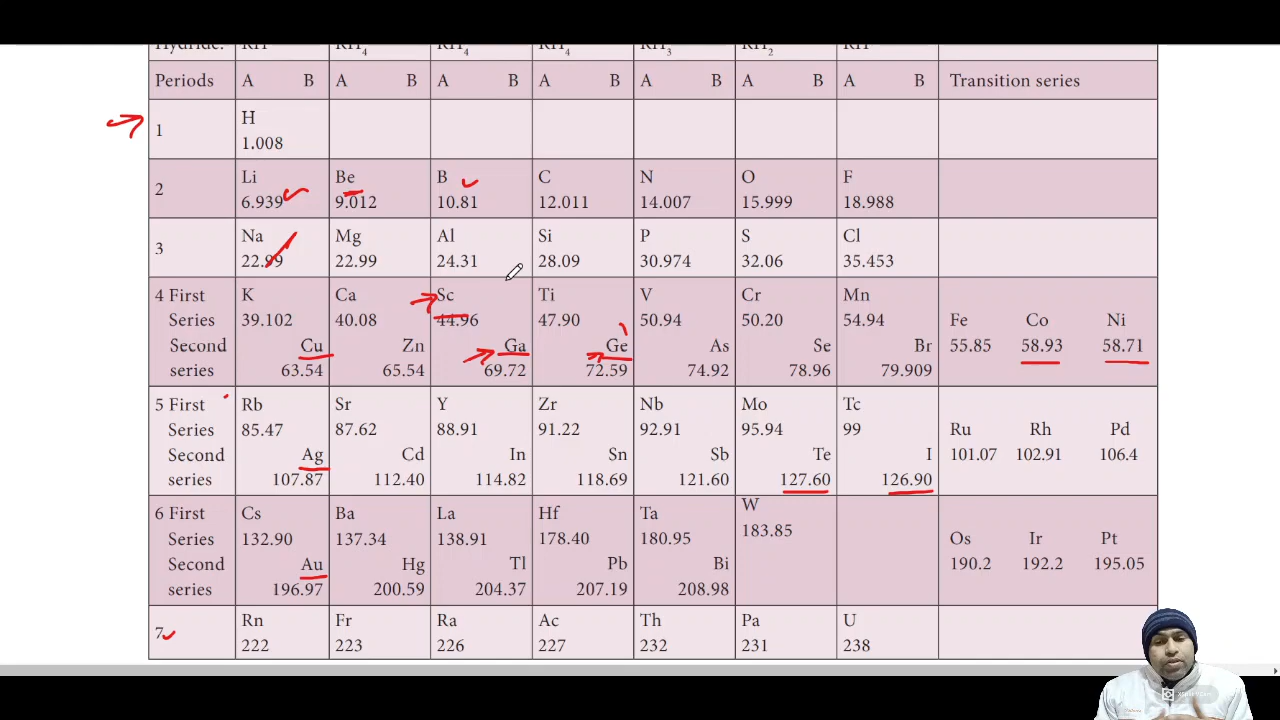 Hydride: RH RH4 RH4 RH4 RH3 RH2 RH
Periods A B A B A B A B A B A B A B Transition series
1 H
1.008
2 Li Be B C N O F
6.939 9.012 10.81 12.011 14.007 15.999 18.988
3 Na Mg Al Si P S Cl
22.99 22.99 24.31 28.09 30.974 32.06 35.453
4 First K Ca Sc Ti V Cr Mn
Series 39.102 40.08 44.96 47.90 50.94 50.20 54.94 Fe Co Ni
Second Cu Zn Ga Ge As Se Br 55.85 58.93 58.71
series 63.54 65.54 69.72 72.59 74.92 78.96 79.909
5 First Rb Sr Y Zr Nb Mo Tc
Series 85.47 87.62 88.91 91.22 92.91 95.94 99 Ru Rh Pd
Second Ag Cd In Sn Sb Te I 101.07 102.91 106.4
series 107.87 112.40 114.82 118.69 121.60 127.60 126.90
6 First Cs Ba La Hf Ta W
Series 132.90 137.34 138.91 178.40 180.95 183.85 Os Ir Pt
Second Au Hg Tl Pb Bi 190.2 192.2 195.05
series 196.97 200.59 204.37 207.19 208.98
7 Rn Fr Ra Ac Th Pa U
222 223 226 227 232 231 238